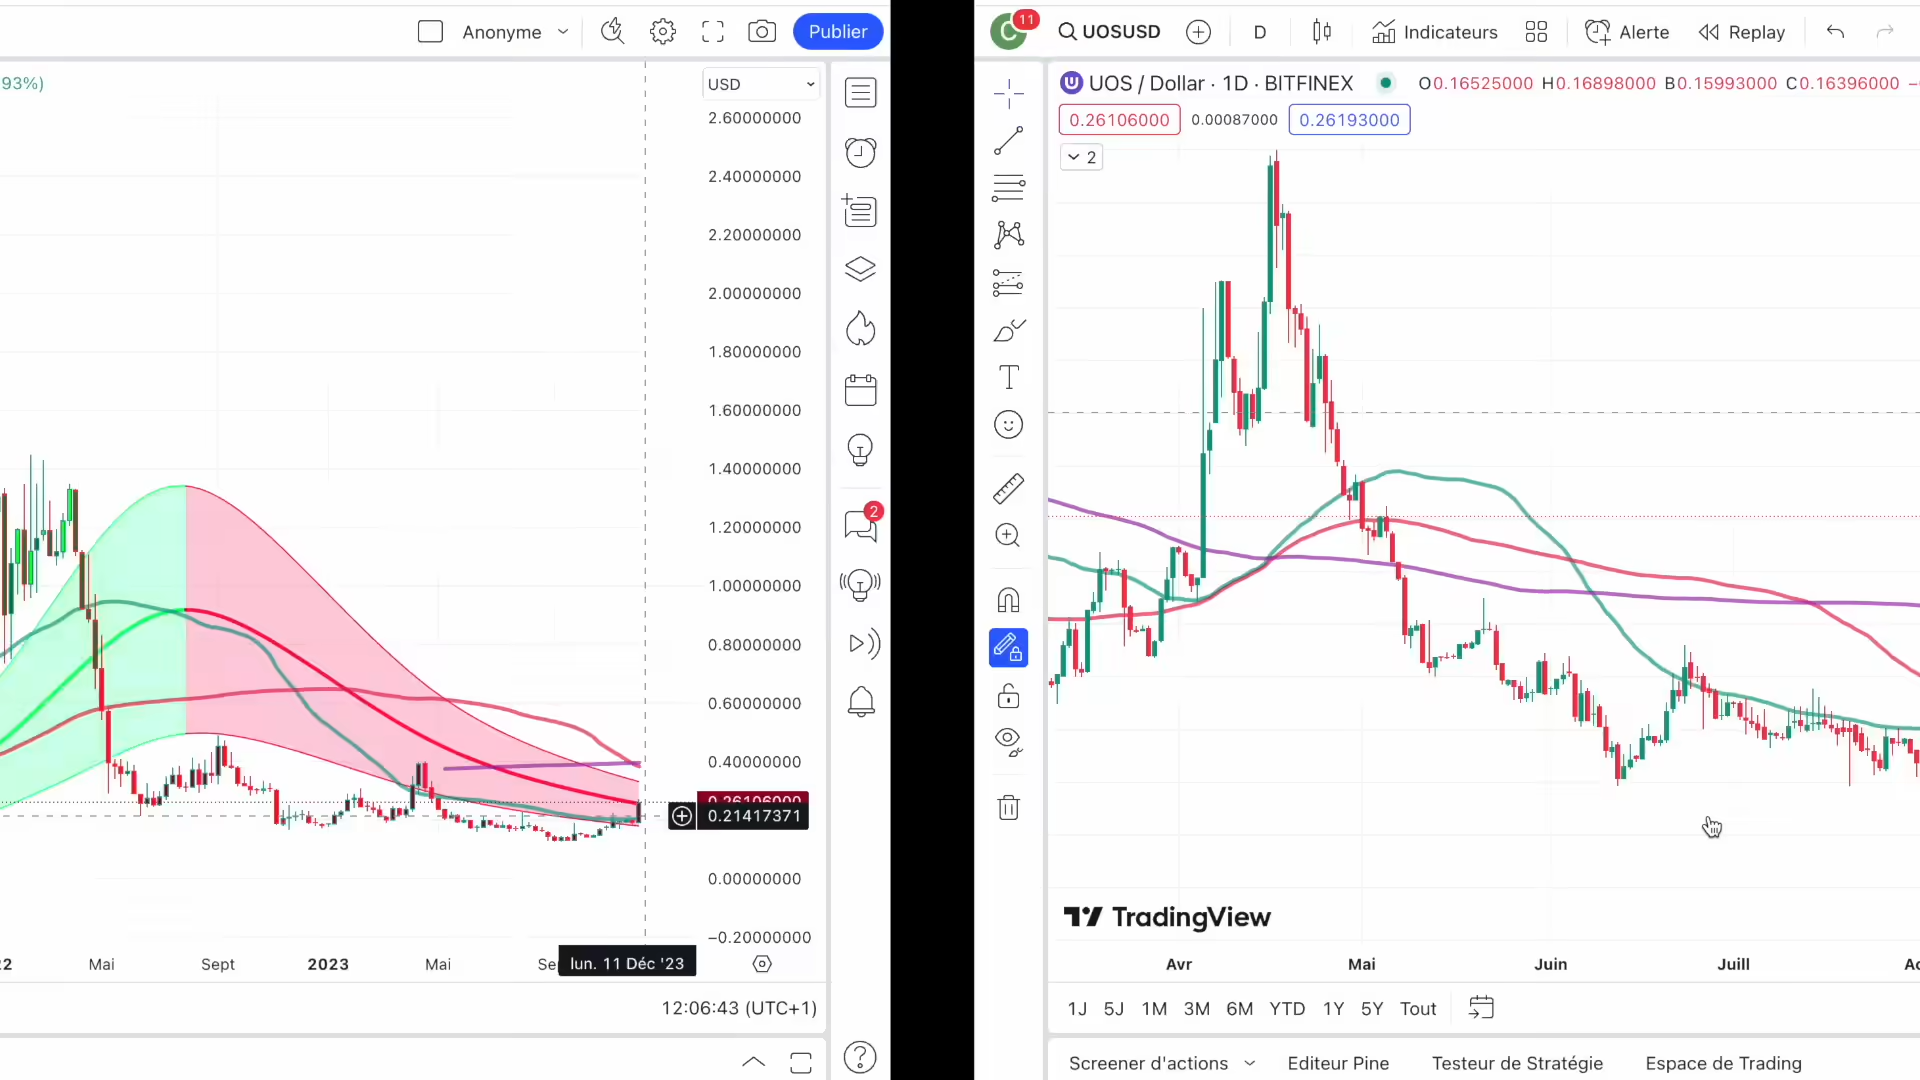 Anonyme
Publier
93%)
USD
2.60000000
2.40000000
2.20000000
2.00000000
1.80000000
1.60000000
1.40000000
1.20000000
1.00000000
0.80000000
0.60000000
0.40000000
0.26106000
0.21417371
0.00000000
−0.20000000
2
22
Mai
Sept
2023
Mai
Se
lun. 11 Déc '23
12:06:43 (UTC+1)
C
11
UOSUSD
D
Indicateurs
Alerte
Replay
UOS / Dollar · 1D · BITFINEX
O0.16525000 H0.16898000 B0.15993000 C0.16396000 −
0.26106000
0.00087000
0.26193000
2
TradingView
Avr
Mai
Juin
Juill
Ao
1J 5J 1M 3M 6M YTD 1Y 5Y Tout
Screener d'actions
Editeur Pine
Testeur de Stratégie
Espace de Trading